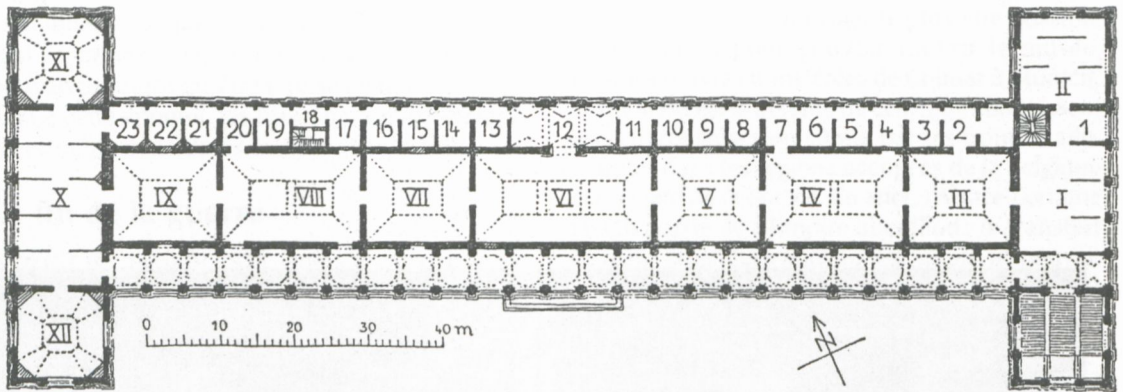 XI
II
18
23 22 21 20 19 17 16 15 14 13 12 11 10 9 8 7 6 5 4 3 2 1
X IX VIII VII VI V IV III I
XII
0 10 20 30 40 m
N